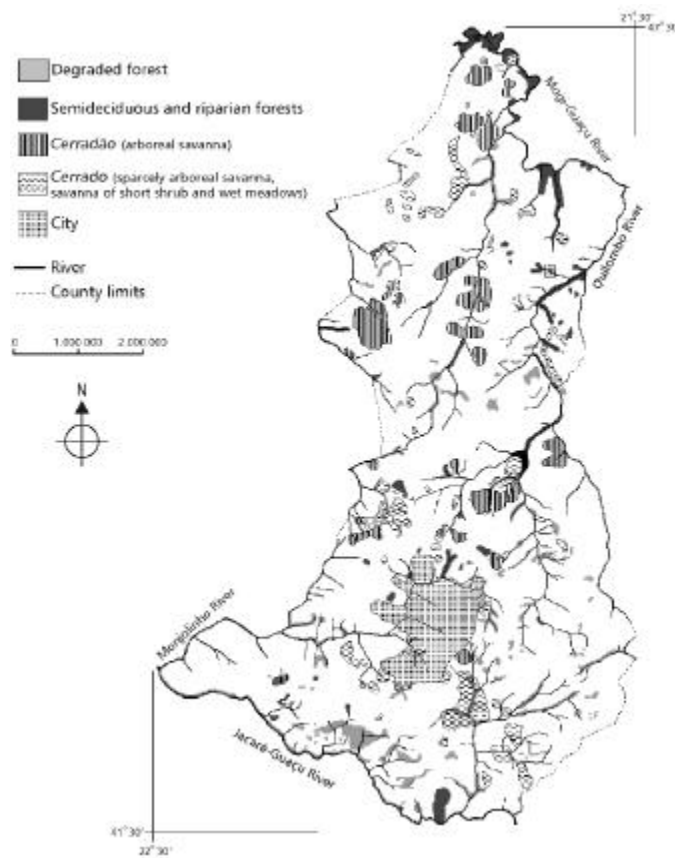 21° 30'
47° 30'
Degraded forest
Semideciduous and riparian forests
Cerradão (arboreal savanna)
Cerrado (sparcely arboreal savanna,
savanna of short shrub and wet meadows)
City
River
County limits
0 1.000.000 2.000.000
N
Mogi-Guaçu River
Quilombo River
Monjolinho River
Jacaré-Guaçu River
41° 30'
22° 30'